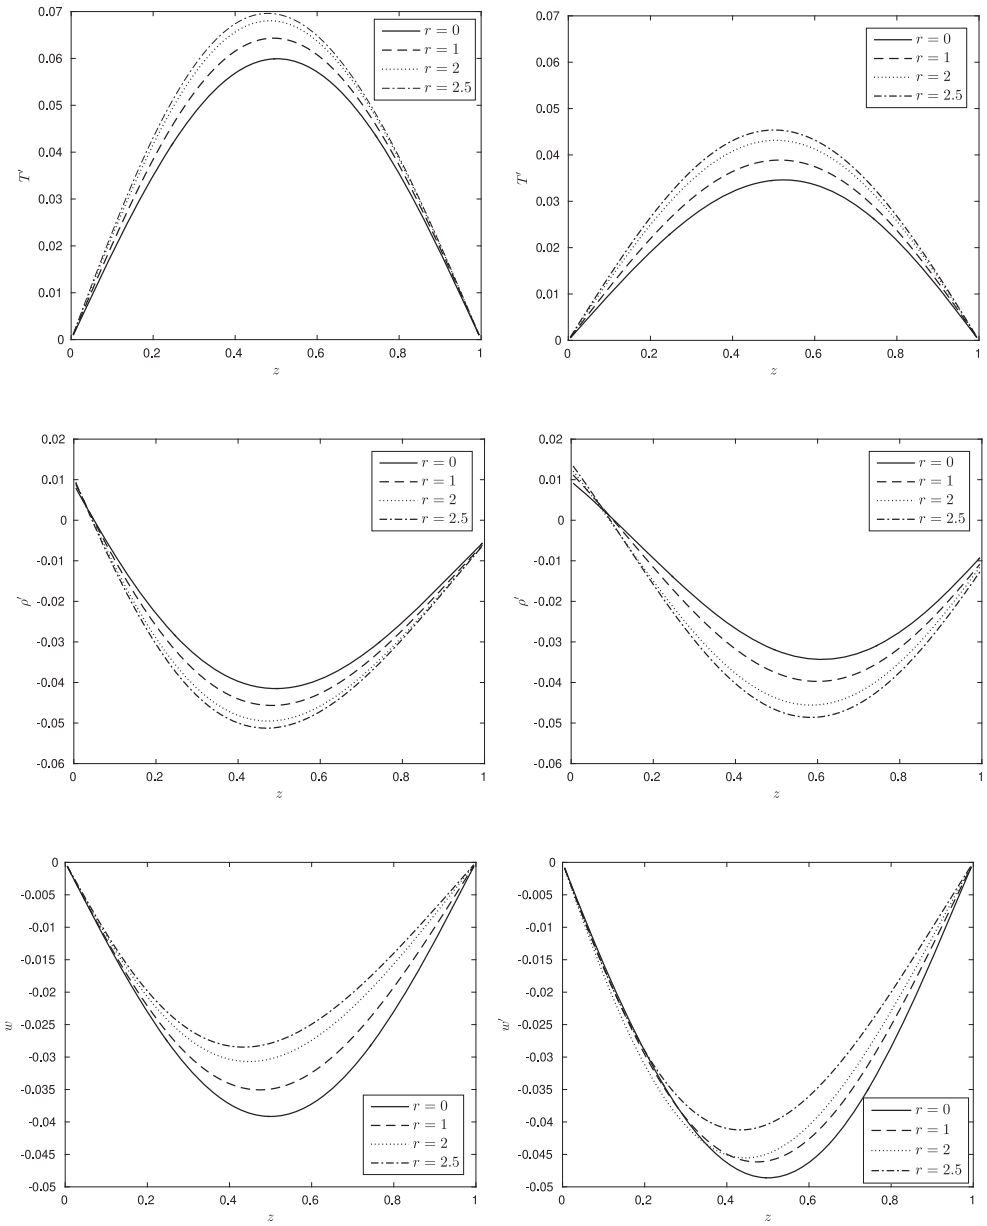 0.07
0.06
0.05
0.04
0.03
0.02
0.01
0
T′
0 0.2 0.4 0.6 0.8 1
z
r = 0
r = 1
r = 2
r = 2.5
0.07
0.06
0.05
0.04
0.03
0.02
0.01
0
T′
0 0.2 0.4 0.6 0.8 1
z
r = 0
r = 1
r = 2
r = 2.5
0.02
0.01
0
-0.01
-0.02
-0.03
-0.04
-0.05
-0.06
ρ′
0 0.2 0.4 0.6 0.8 1
z
r = 0
r = 1
r = 2
r = 2.5
0.02
0.01
0
-0.01
-0.02
-0.03
-0.04
-0.05
-0.06
ρ′
0 0.2 0.4 0.6 0.8 1
z
r = 0
r = 1
r = 2
r = 2.5
0
-0.005
-0.01
-0.015
-0.02
-0.025
-0.03
-0.035
-0.04
-0.045
-0.05
w
0 0.2 0.4 0.6 0.8 1
z
r = 0
r = 1
r = 2
r = 2.5
0
-0.005
-0.01
-0.015
-0.02
-0.025
-0.03
-0.035
-0.04
-0.045
-0.05
w′
0 0.2 0.4 0.6 0.8 1
z
r = 0
r = 1
r = 2
r = 2.5